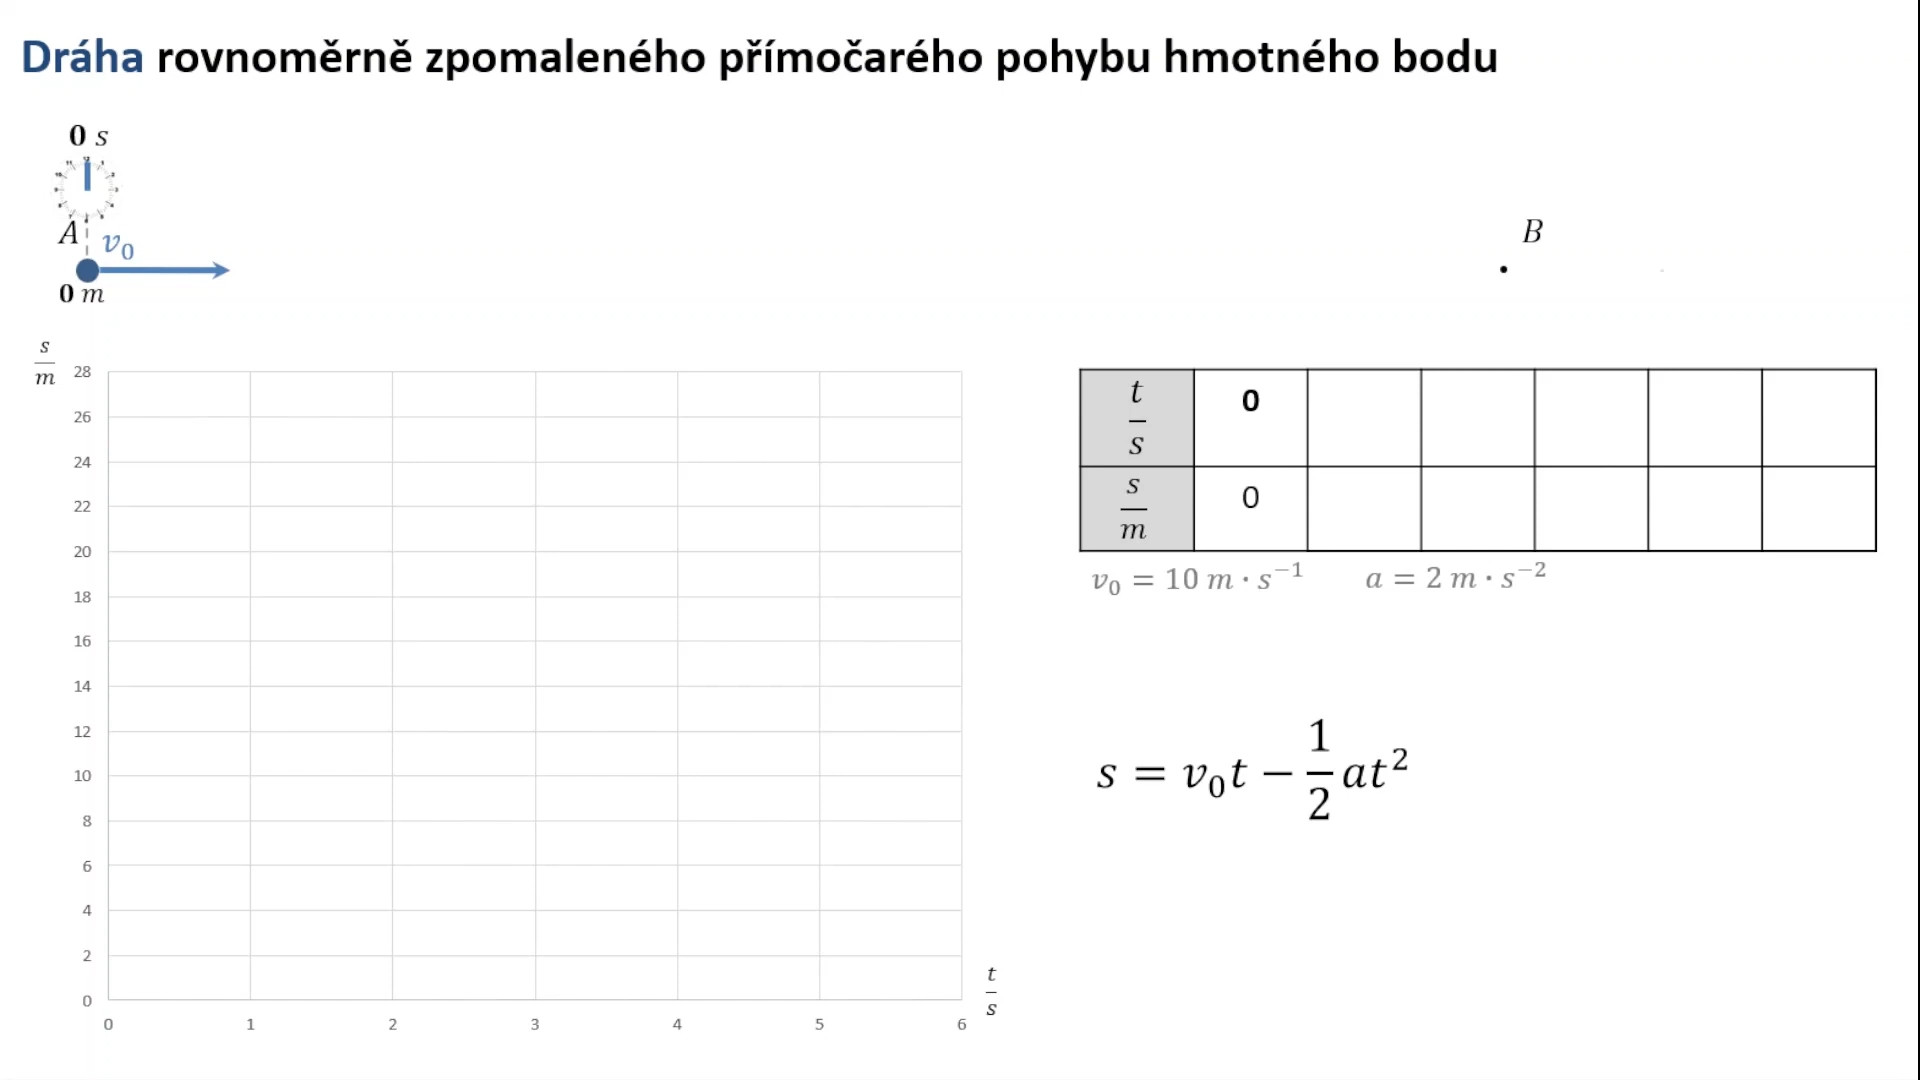 Dráha rovnoměrně zpomaleného přímočarého pohybu hmotného bodu
0 s
A
v₀
0 m
B
s/m
28
26
24
22
20
18
16
14
12
10
8
6
4
2
0
0 1 2 3 4 5 6
t/s
t/s 0
s/m 0
v₀ = 10 m · s⁻¹ a = 2 m · s⁻²
s = v₀t − 1/2 at²